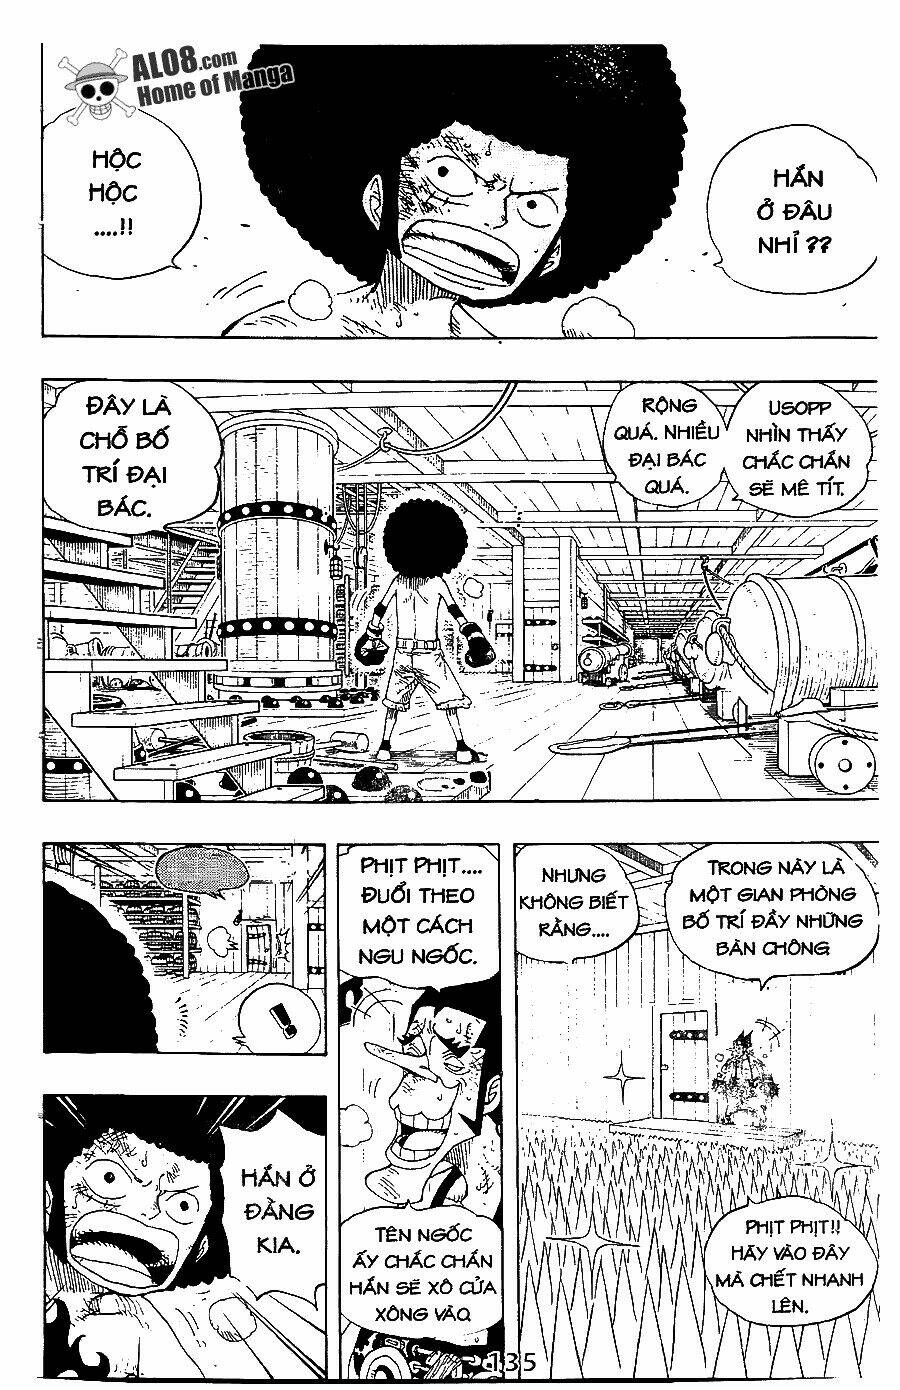 ALO8.com
Home of Manga
HỘC
HỘC
....!!
HẮN
Ở ĐÂU
NHỈ ??
ĐÂY LÀ
CHỖ BỐ
TRÍ ĐẠI
BÁC.
RỘNG
QUÁ. NHIỀU
ĐẠI BÁC
QUÁ.
USOPP
NHÌN THẤY
CHẮC CHẮN
SẼ MÊ TÍT.
!
HẮN Ở
ĐẰNG
KIA.
PHỊT PHỊT....
ĐUỔI THEO
MỘT CÁCH
NGU NGỐC.
TÊN NGỐC
ẤY CHẮC CHẮN
HẮN SẼ XÔ CỬA
XÔNG VÀO.
NHƯNG
KHÔNG BIẾT
RẰNG....
TRONG NÀY LÀ
MỘT GIAN PHÒNG
BỐ TRÍ ĐẦY NHỮNG
BÀN CHÔNG.
PHỊT PHỊT!!
HÃY VÀO ĐÂY
MÀ CHẾT NHANH
LÊN.
135